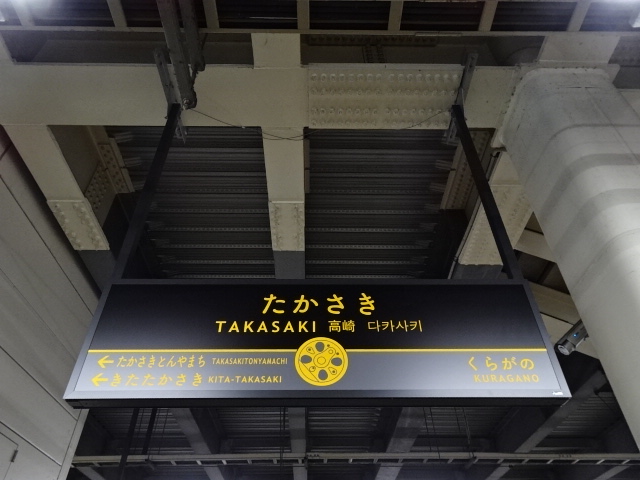 たかさき
TAKASAKI 高崎 다카사키
←たかさきとんやまち TAKASAKITONYAMACHI
←きたたかさき KITA-TAKASAKI
くらがの
KURAGANO